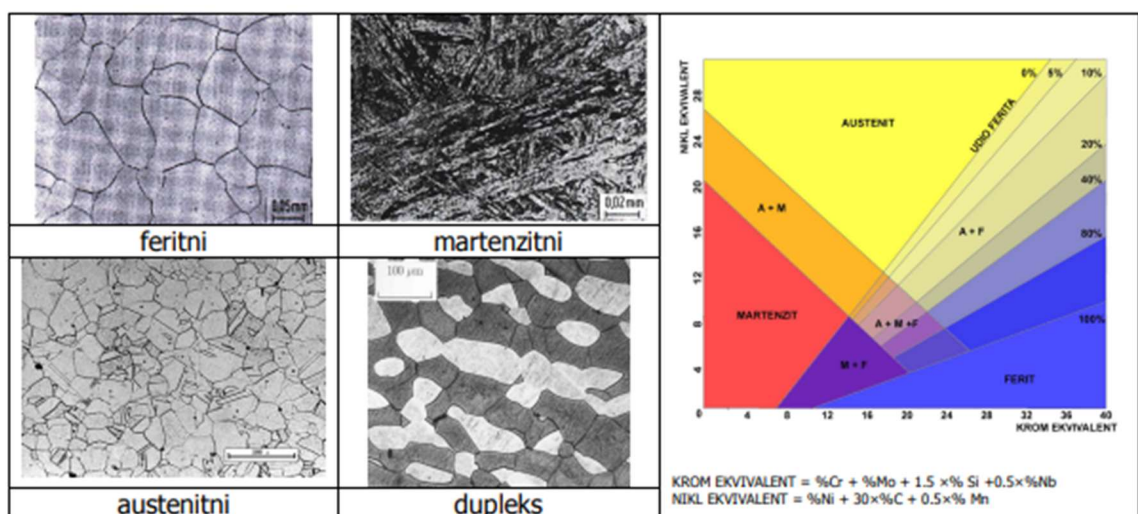 0,05mm
0,02mm
feritni
martenzitni
100 μm
austenitni
dupleks
NIKL EKVIVALENT
28
24
20
16
12
8
4
0
4
8
12
16
20
24
28
32
36
40
KROM EKVIVALENT
AUSTENIT
UDIO FERITA
0%
5%
10%
20%
40%
80%
100%
A + M
A + F
MARTENZIT
A + M +F
M + F
FERIT
KROM EKVIVALENT = %Cr + %Mo + 1.5 ×% Si +0.5×%Nb
NIKL EKVIVALENT = %Ni + 30×%C + 0.5×% Mn